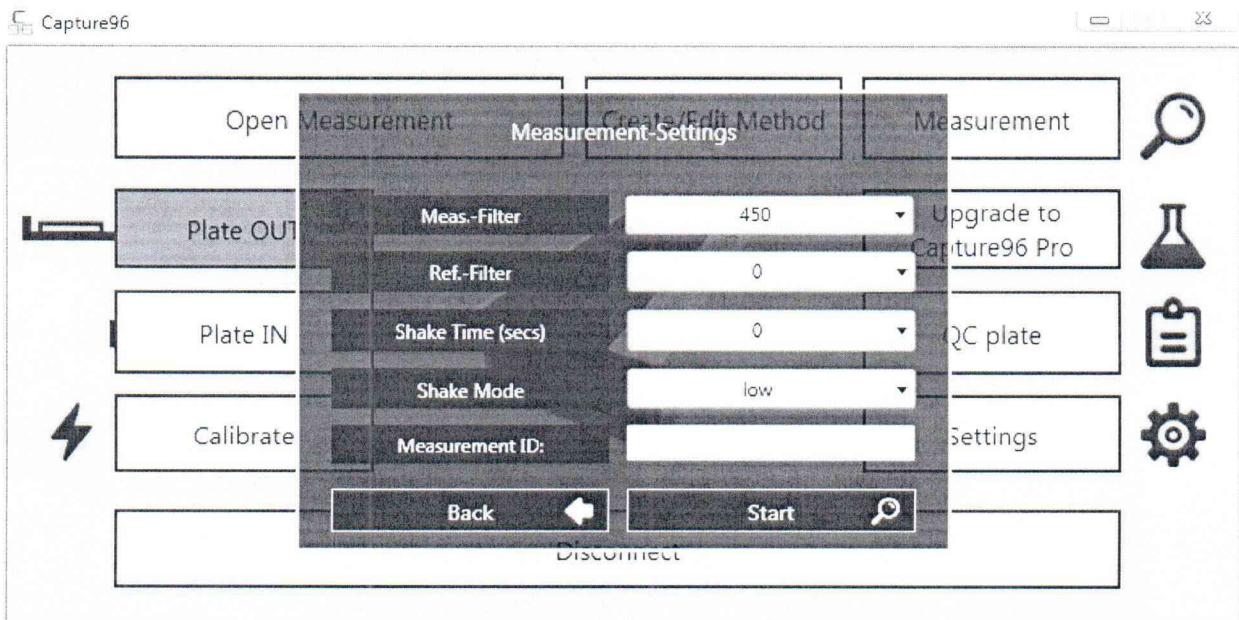 Capture96
Open Measurement
Create/Edit Method
Measurement
Measurement-Settings
Plate OUT
Meas.-Filter
450
Upgrade to
Capture96 Pro
Ref.-Filter
0
Plate IN
Shake Time (secs)
0
QC plate
Shake Mode
low
Calibrate
Measurement ID:
Settings
Back
Start
Disconnect